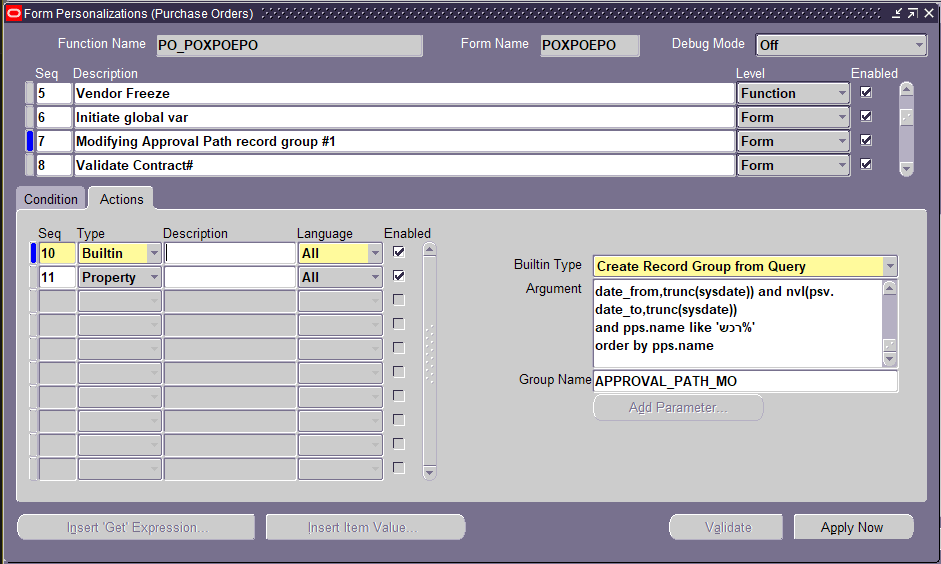 Form Personalizations (Purchase Orders)
Function Name PO_POXPOEPO Form Name POXPOEPO Debug Mode Off
Seq Description Level Enabled
5 Vendor Freeze Function
6 Initiate global var Form
7 Modifying Approval Path record group #1 Form
8 Validate Contract# Form
Condition Actions
Seq Type Description Language Enabled
10 Builtin All
11 Property All
Builtin Type Create Record Group from Query
Argument date_from,trunc(sysdate)) and nvl(psv.
date_to,trunc(sysdate))
and pps.name like 'רכש%'
order by pps.name
Group Name APPROVAL_PATH_MO
Add Parameter...
Insert 'Get' Expression... Insert Item Value... Validate Apply Now